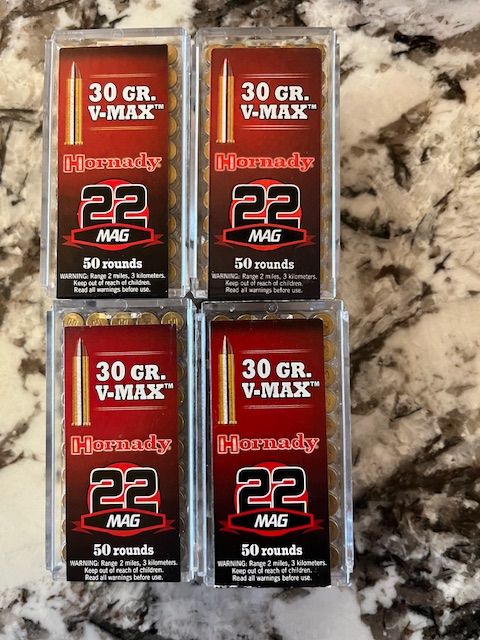 30 GR.
V-MAX™
Hornady
22
MAG
50 rounds
WARNING: Range 2 miles, 3 kilometers.
Keep out of reach of children.
Read all warnings before use.
30 GR.
V-MAX™
Hornady
22
MAG
50 rounds
WARNING: Range 2 miles, 3 kilometers.
Keep out of reach of children.
Read all warnings before use.
30 GR.
V-MAX™
Hornady
22
MAG
50 rounds
WARNING: Range 2 miles, 3 kilometers.
Keep out of reach of children.
Read all warnings before use.
30 GR.
V-MAX™
Hornady
22
MAG
50 rounds
WARNING: Range 2 miles, 3 kilometers.
Keep out of reach of children.
Read all warnings before use.